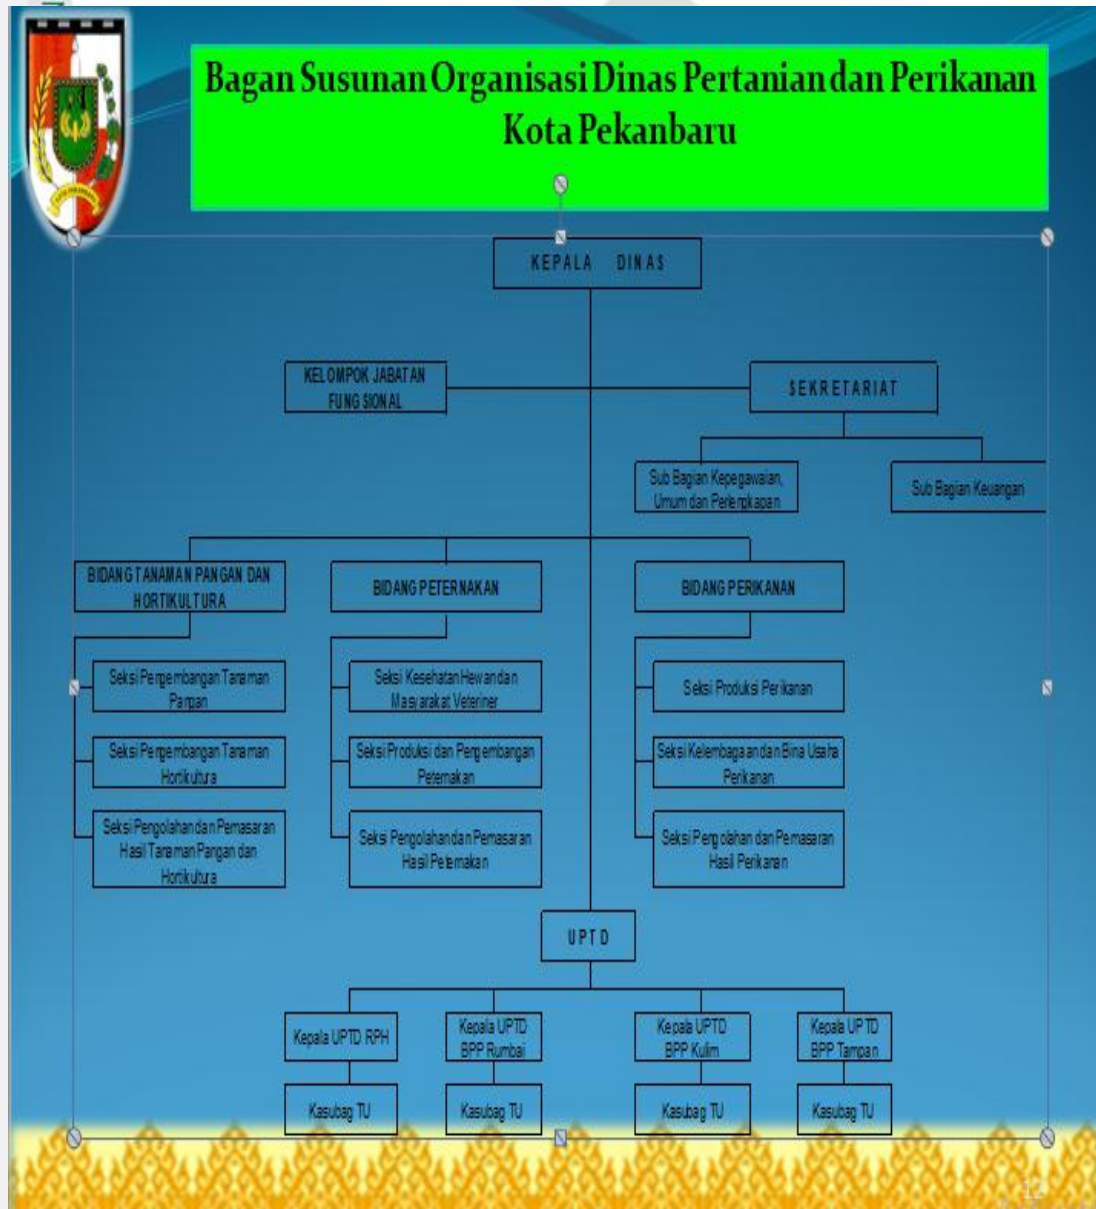 Bagan Susunan Organisasi Dinas Pertanian dan Perikanan
Kota Pekanbaru
KEPALA DINAS
KELOMPOK JABATAN
FUNGSIONAL
SEKRETARIAT
Sub Bagian Kepegawaian,
Umum dan Perlengkapan
Sub Bagian Keuangan
BIDANG TANAMAN PANGAN DAN
HORTIKULTURA
BIDANG PETERNAKAN
BIDANG PERIKANAN
Seksi Pengembangan Tanaman
Pangan
Seksi Kesehatan Hewan dan
Masyarakat Veteriner
Seksi Produksi Perikanan
Seksi Pengembangan Tanaman
Hortikultura
Seksi Produksi dan Pengembangan
Peternakan
Seksi Kelembagaan dan Bina Usaha
Perikanan
Seksi Pengolahan dan Pemasaran
Hasil Tanaman Pangan dan
Hortikultura
Seksi Pengolahan dan Pemasaran
Hasil Peternakan
Seksi Pengolahan dan Pemasaran
Hasil Perikanan
UPTD
Kepala UPTD RPH
Kepala UPTD
BPP Rumbai
Kepala UPTD
BPP Kulim
Kepala UPTD
BPP Tampan
Kasubag TU
Kasubag TU
Kasubag TU
Kasubag TU